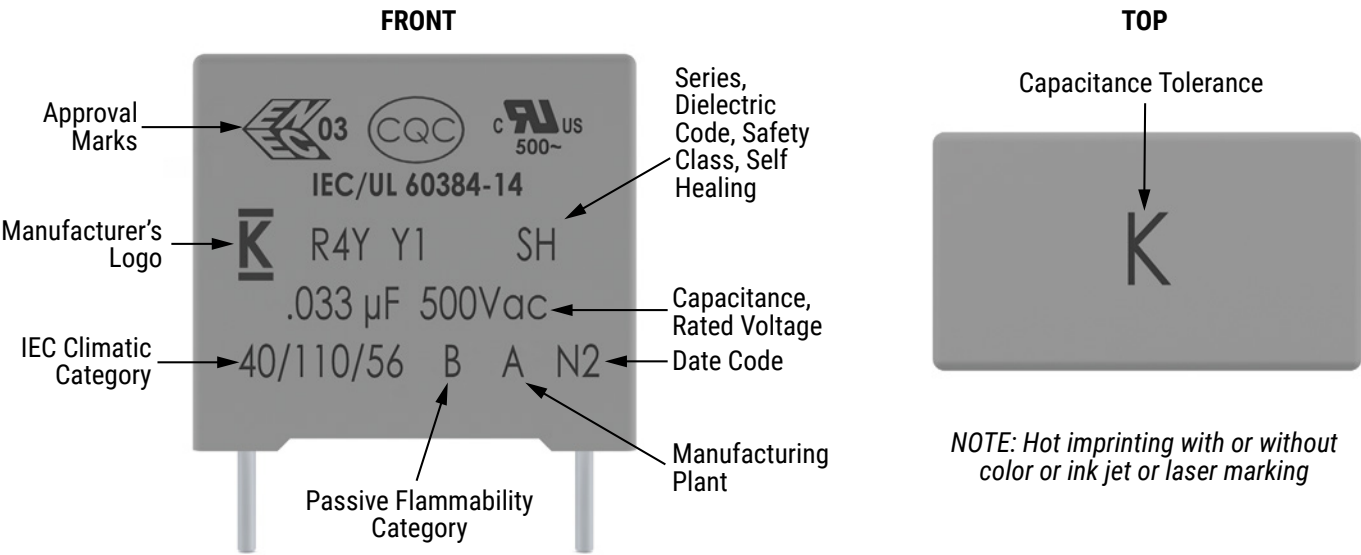 FRONT
Approval
Marks
EN
EC
03
CQC
c RU US
500~
IEC/UL 60384-14
Series,
Dielectric
Code, Safety
Class, Self
Healing
Manufacturer's
Logo
K
R4Y Y1 SH
.033 µF 500Vac
Capacitance,
Rated Voltage
IEC Climatic
Category
40/110/56 B A N2
Date Code
Passive Flammability
Category
Manufacturing
Plant
TOP
Capacitance Tolerance
K
NOTE: Hot imprinting with or without
color or ink jet or laser marking